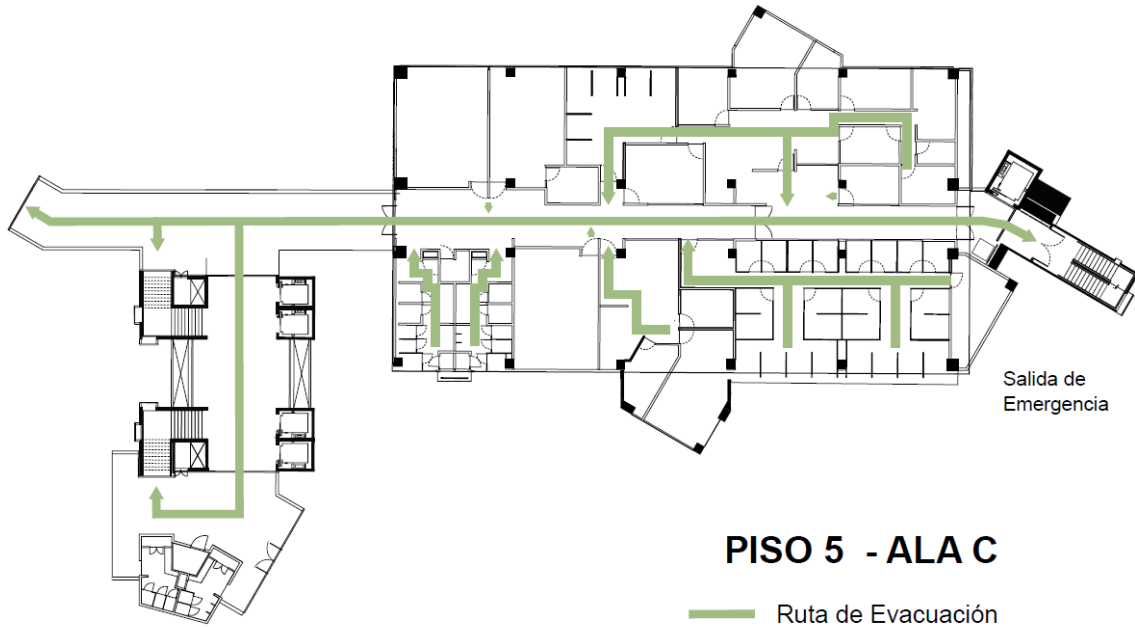 Salida de
Emergencia
PISO 5 - ALA C
Ruta de Evacuación